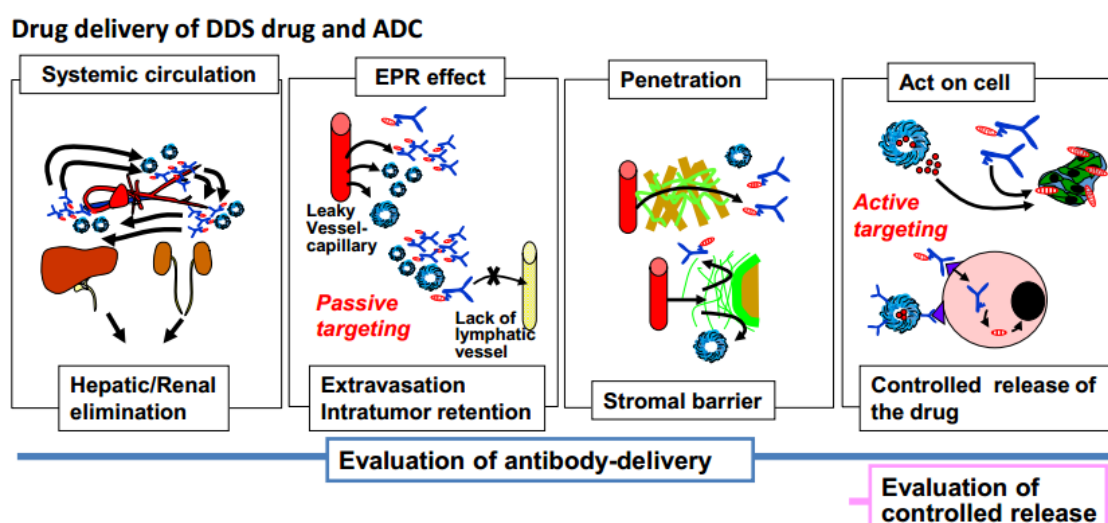 Drug delivery of DDS drug and ADC
Systemic circulation
Hepatic/Renal
elimination
EPR effect
Leaky
Vessel-
capillary
Passive
targeting
Lack of
lymphatic
vessel
Extravasation
Intratumor retention
Penetration
Stromal barrier
Act on cell
Active
targeting
Controlled release of
the drug
Evaluation of antibody-delivery
Evaluation of
controlled release